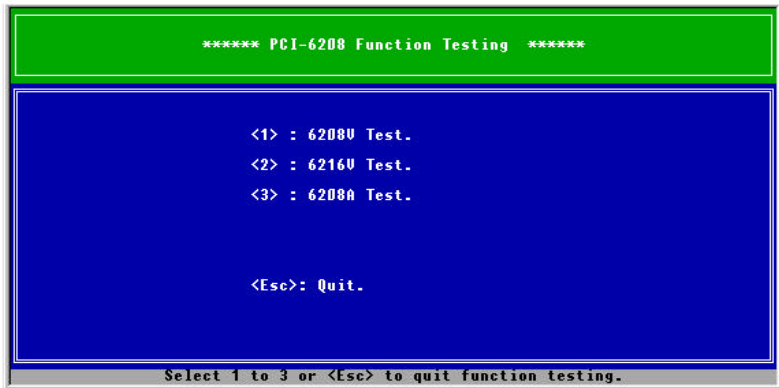 ****** PCI-6208 Function Testing ******
<1> : 6208V Test.
<2> : 6216V Test.
<3> : 6208A Test.
<Esc>: Quit.
Select 1 to 3 or <Esc> to quit function testing.